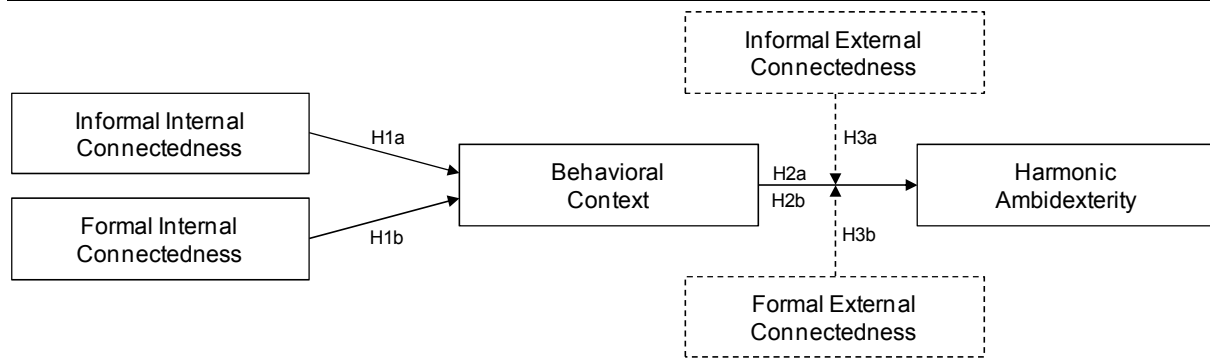 Informal External
Connectedness
Informal Internal
Connectedness
H1a
H3a
Behavioral
Context
H2a
H2b
Harmonic
Ambidexterity
Formal Internal
Connectedness
H1b
H3b
Formal External
Connectedness